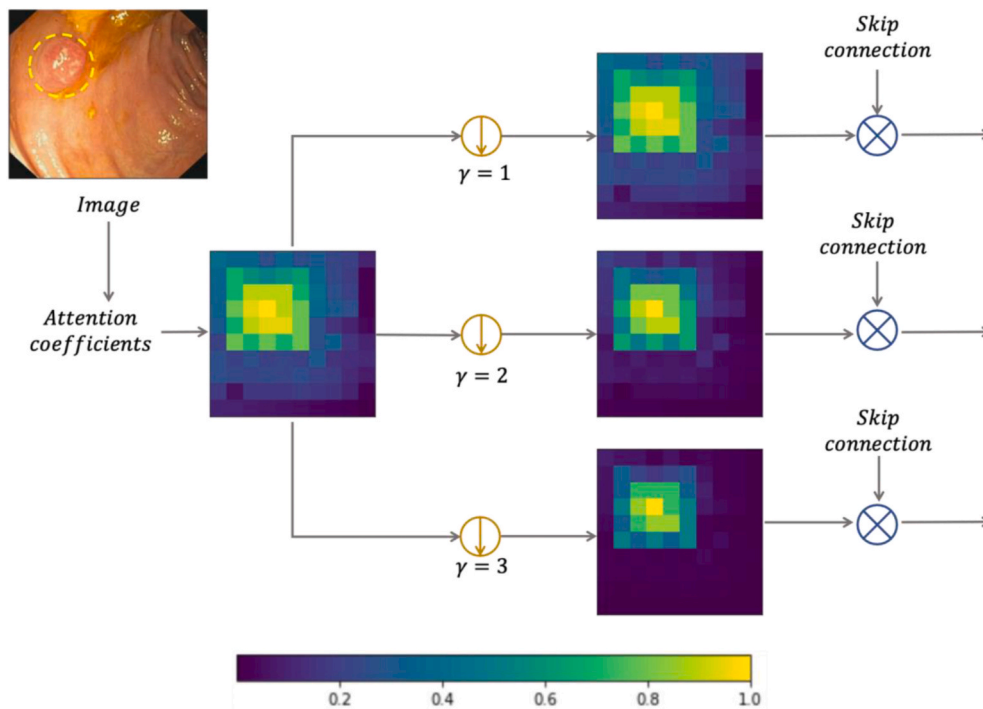 Image
Attention
coefficients
γ = 1
Skip
connection
γ = 2
Skip
connection
γ = 3
Skip
connection
0.2 0.4 0.6 0.8 1.0